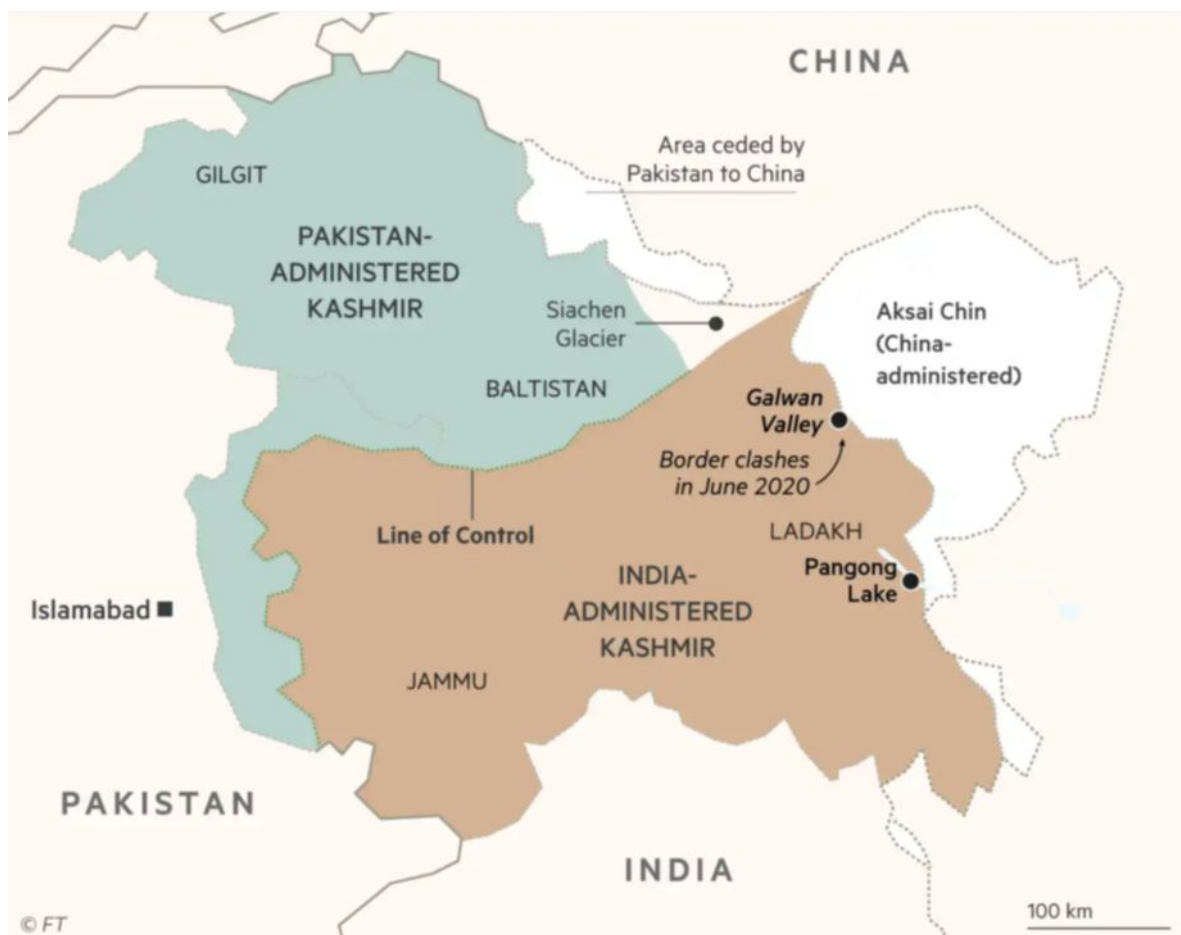 CHINA
Area ceded by
Pakistan to China
GILGIT
PAKISTAN-
ADMINISTERED
KASHMIR
Siachen
Glacier
Aksai Chin
(China-
administered)
BALTISTAN
Galwan
Valley
Border clashes
in June 2020
Line of Control
LADAKH
Pangong
Lake
INDIA-
ADMINISTERED
KASHMIR
Islamabad
JAMMU
PAKISTAN
INDIA
© FT
100 km